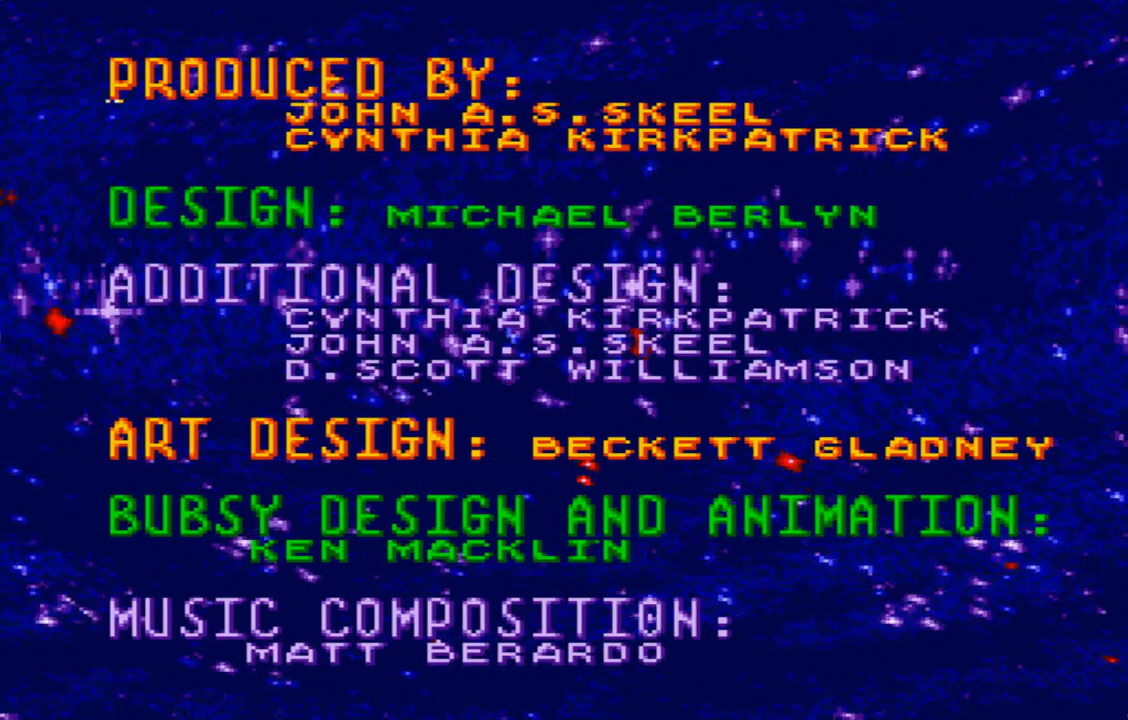 PRODUCED BY:
JOHN A.S.SKEEL
CYNTHIA KIRKPATRICK
DESIGN: MICHAEL BERLYN
ADDITIONAL DESIGN:
CYNTHIA KIRKPATRICK
JOHN A.S.SKEEL
D.SCOTT WILLIAMSON
ART DESIGN: BECKETT GLADNEY
BUBSY DESIGN AND ANIMATION:
KEN MACKLIN
MUSIC COMPOSITION:
MATT BERARDO